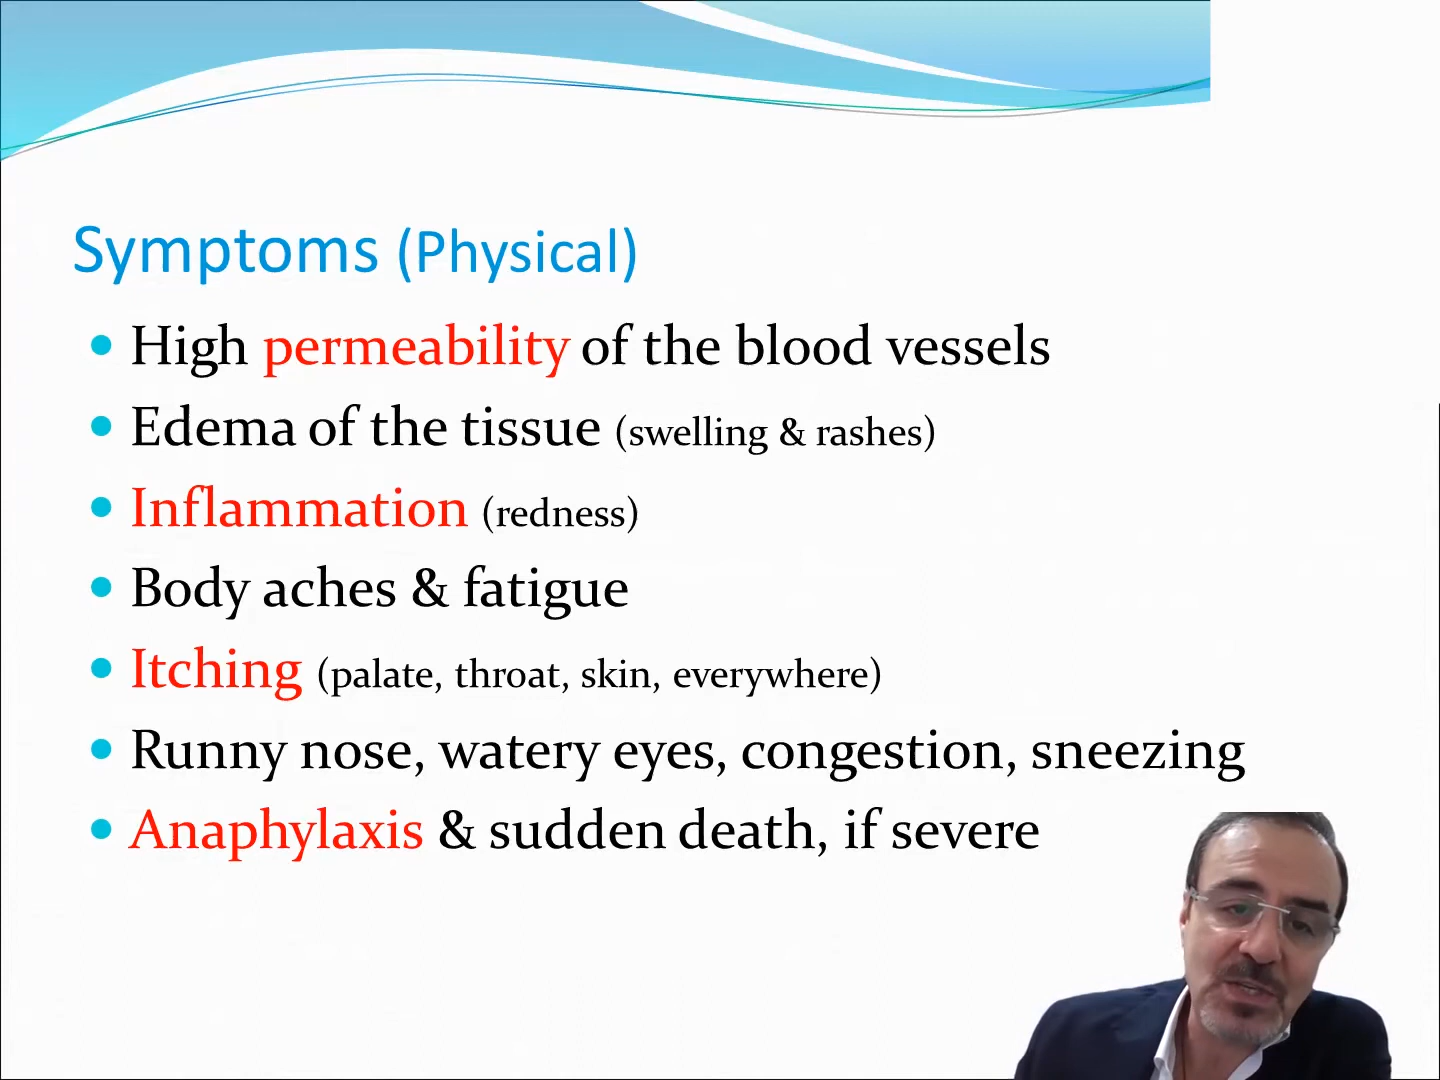 Symptoms (Physical)
• High permeability of the blood vessels
• Edema of the tissue (swelling & rashes)
• Inflammation (redness)
• Body aches & fatigue
• Itching (palate, throat, skin, everywhere)
• Runny nose, watery eyes, congestion, sneezing
• Anaphylaxis & sudden death, if severe